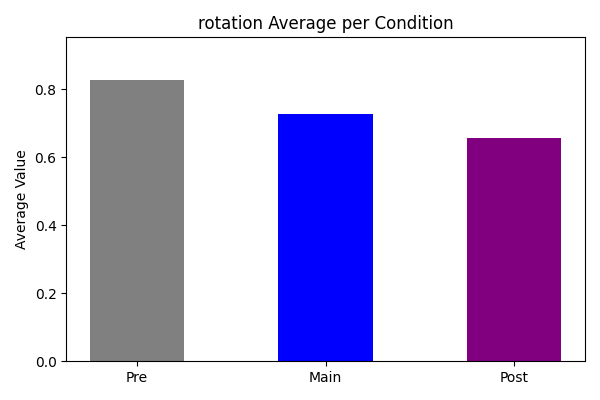 rotation Average per Condition
Average Value
0.8
0.6
0.4
0.2
0.0
Pre
Main
Post